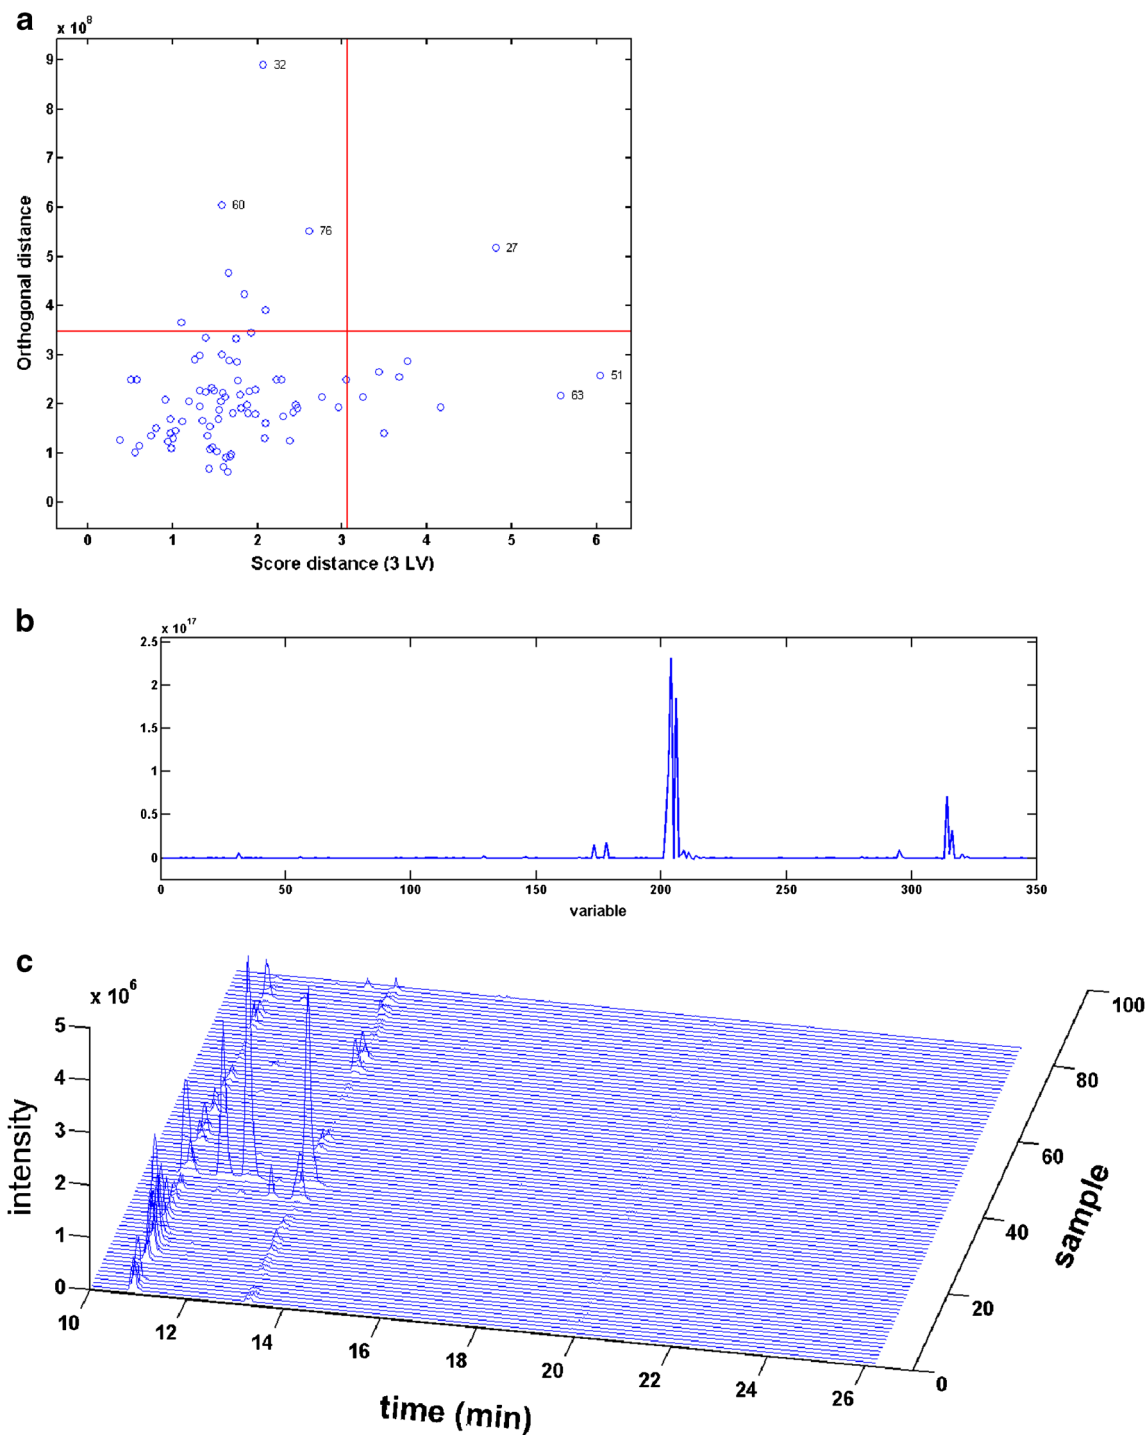 a
x 10^8
9
8
7
6
5
4
3
2
1
0
Orthogonal distance
32
60
76
27
51
63
0 1 2 3 4 5 6
Score distance (3 LV)
b
x 10^17
2.5
2
1.5
1
0.5
0
0 50 100 150 200 250 300 350
variable
c
x 10^6
5
4
3
2
1
0
intensity
10 12 14 16 18 20 22 24 26
time (min)
0 20 40 60 80 100
sample